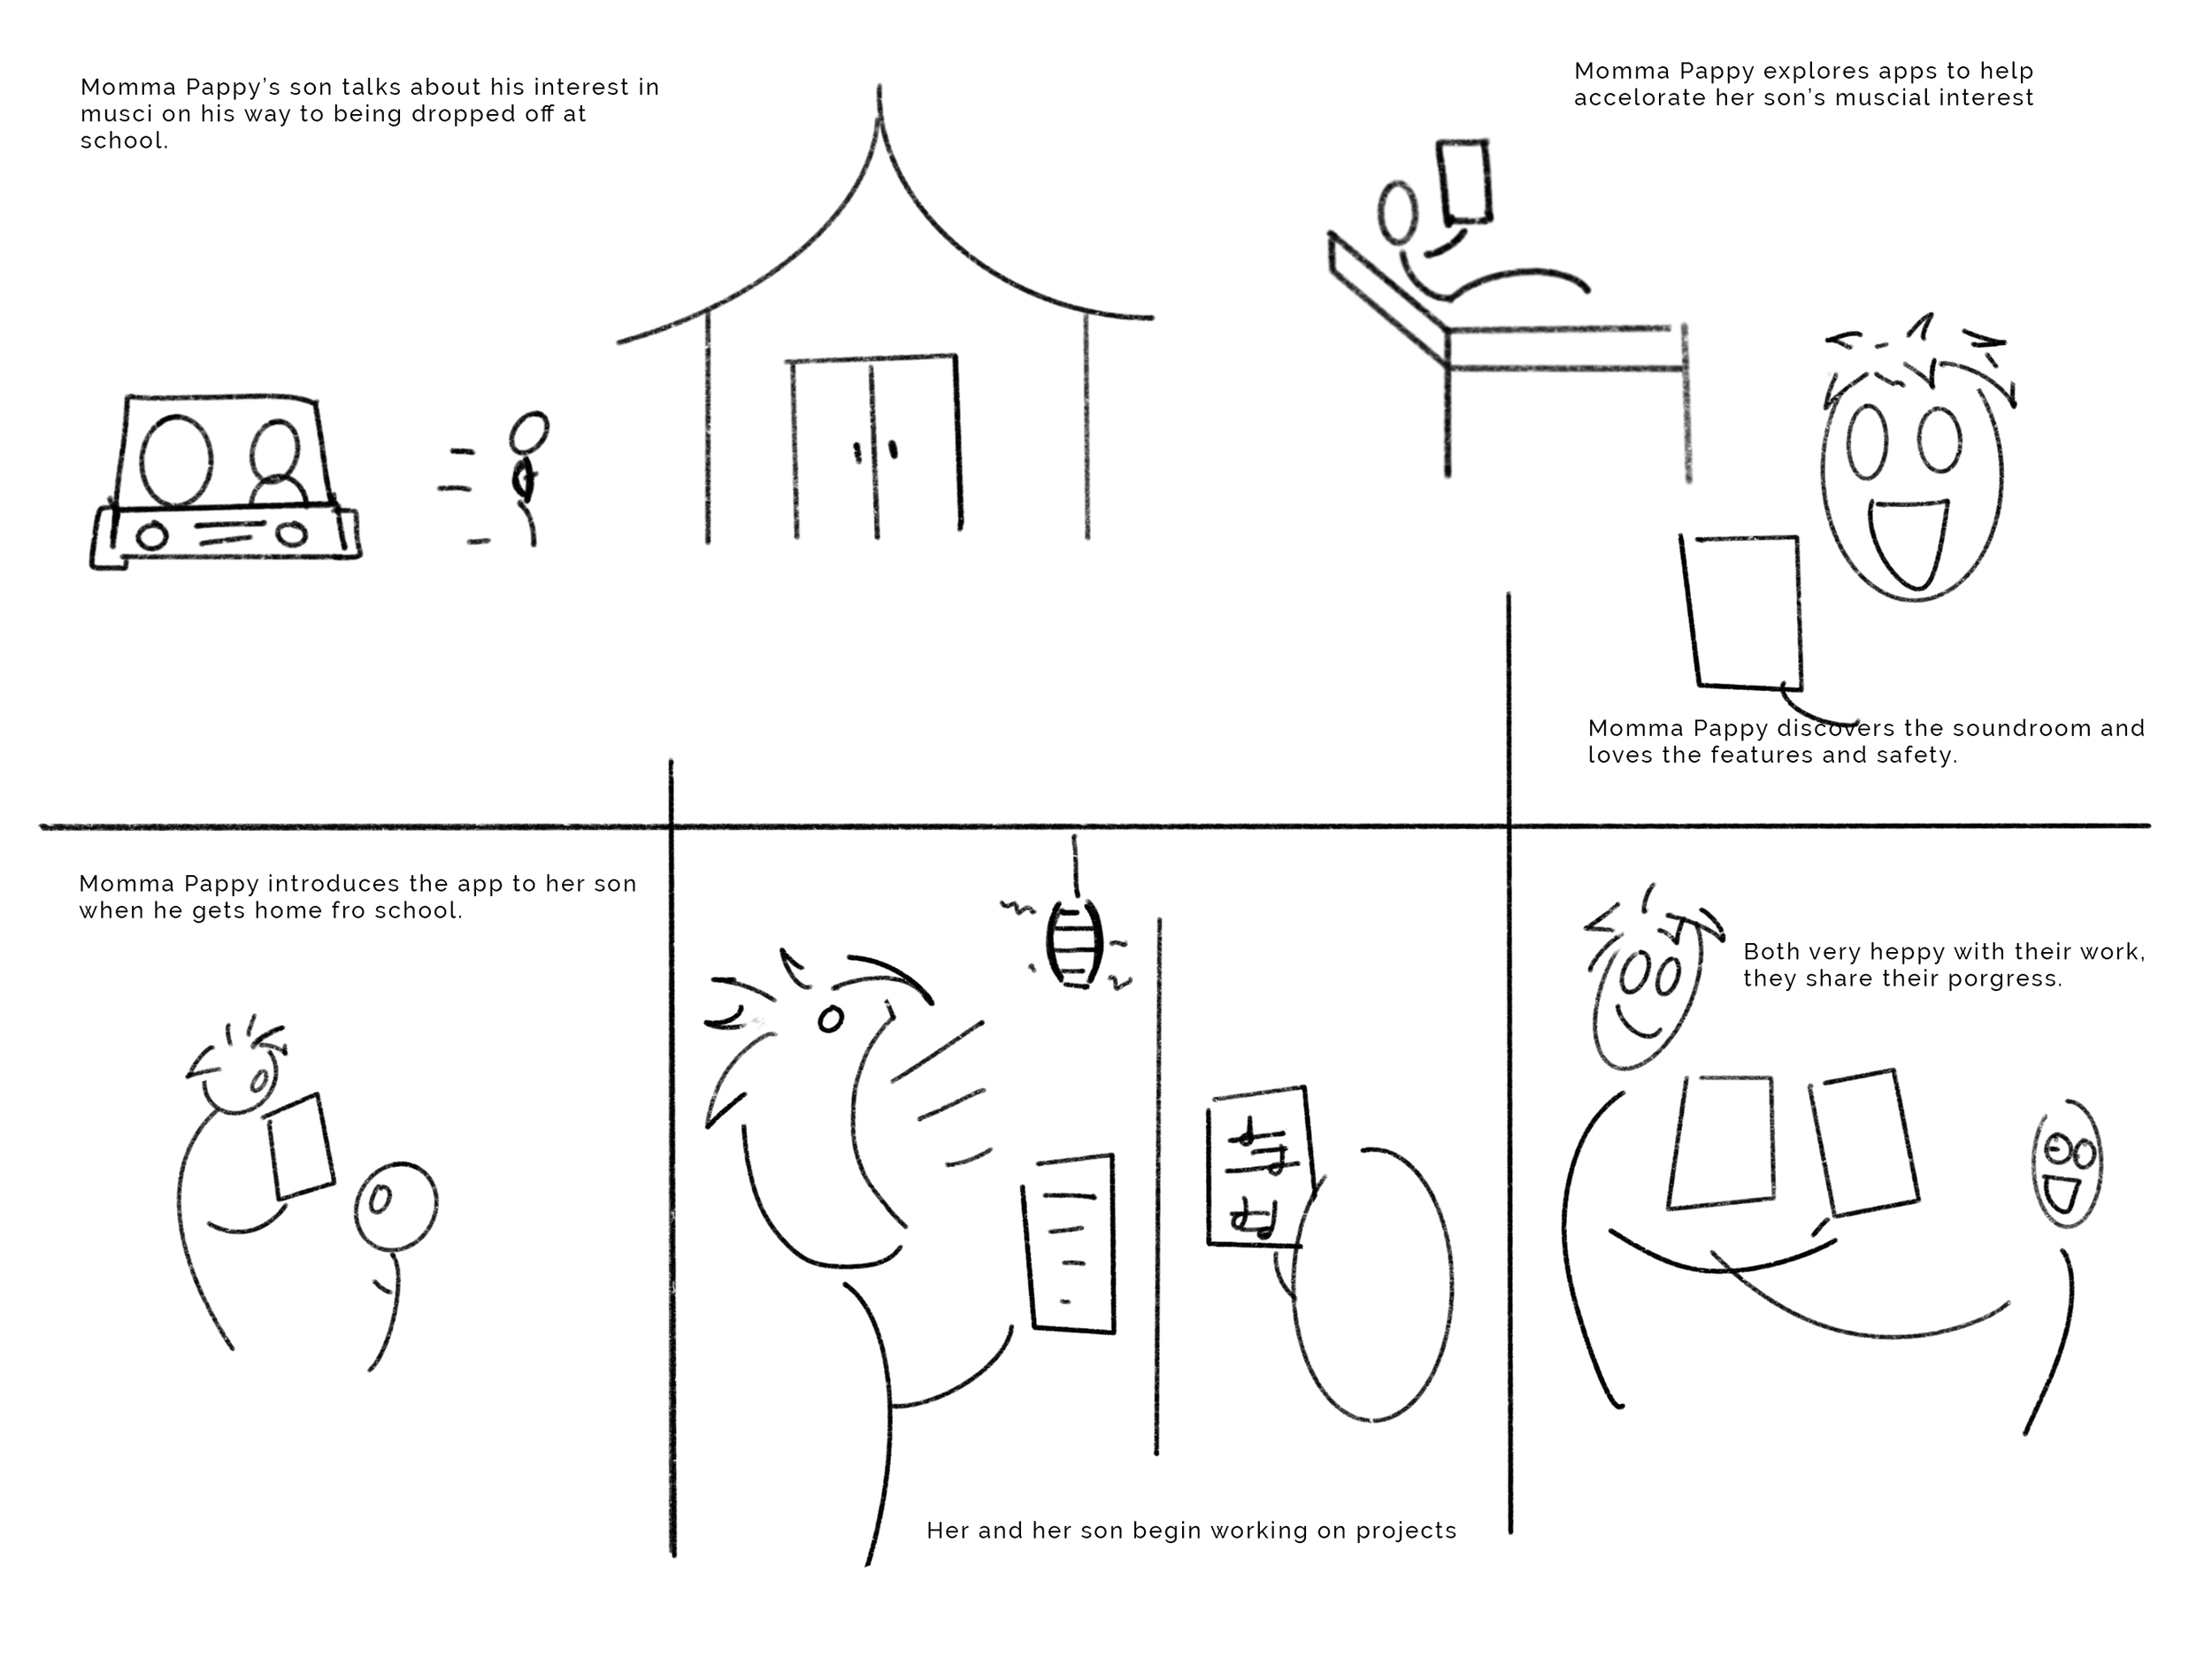 Momma Pappy's son talks about his interest in
musci on his way to being dropped off at
school.
Momma Pappy explores apps to help
accelorate her son's muscial interest
Momma Pappy discovers the soundroom and
loves the features and safety.
Momma Pappy introduces the app to her son
when he gets home fro school.
Her and her son begin working on projects
Both very heppy with their work,
they share their porgress.